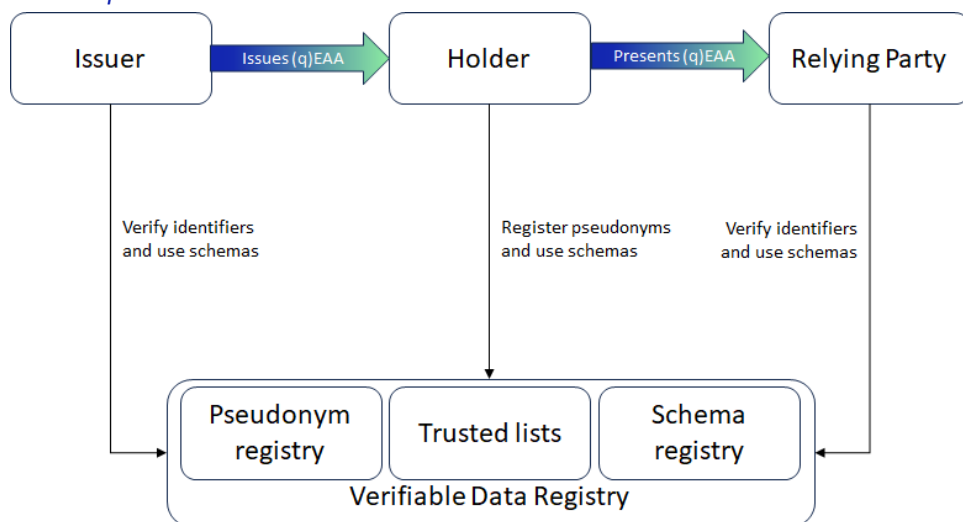 Issuer
Issues (q)EAA
Holder
Presents (q)EAA
Relying Party
Verify identifiers
and use schemas
Register pseudonyms
and use schemas
Verify identifiers
and use schemas
Pseudonym
registry
Trusted lists
Schema
registry
Verifiable Data Registry